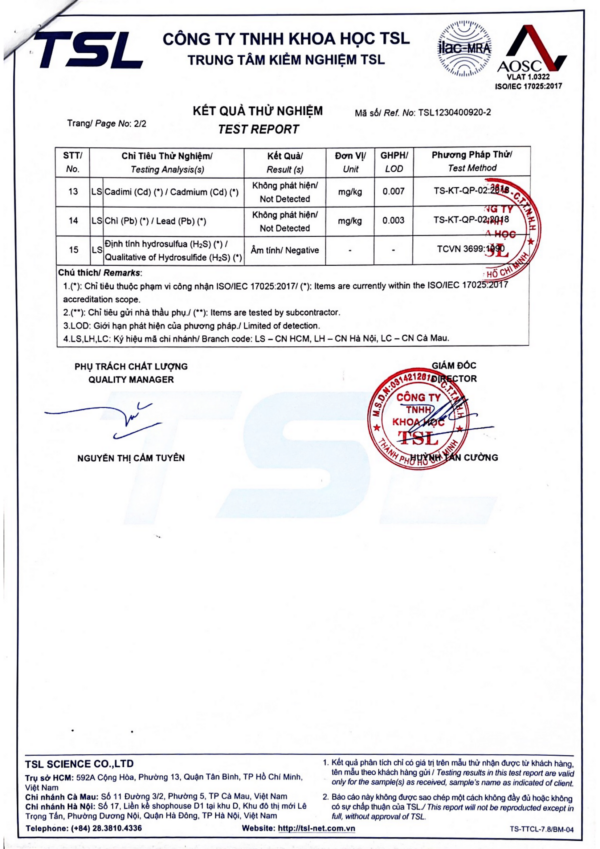 TSL
CÔNG TY TNHH KHOA HỌC TSL
TRUNG TÂM KIỂM NGHIỆM TSL
ilac-MRA
AOSC
VLAT 1.0322
ISO/IEC 17025:2017
Trang/ Page No: 2/2
KẾT QUẢ THỬ NGHIỆM
TEST REPORT
Mã số/ Ref. No: TSL1230400920-2
STT/ Chỉ Tiêu Thử Nghiệm/ Kết Quả/ Đơn Vị/ GHPH/ Phương Pháp Thử/
No. Testing Analysis(s) Result (s) Unit LOD Test Method
13 LS Cadimi (Cd) (*) / Cadmium (Cd) (*) Không phát hiện/ Not Detected mg/kg 0.007 TS-KT-QP-02:2018
14 LS Chì (Pb) (*) / Lead (Pb) (*) Không phát hiện/ Not Detected mg/kg 0.003 TS-KT-QP-02:2018
15 LS Định tính hydrosulfua (H₂S) (*) / Qualitative of Hydrosulfide (H₂S) (*) Âm tính/ Negative - - TCVN 3699:1990
C.T.T.N.H.H
NG TY
HỌC
SL
HỒ CHÍ MINH
Chú thích/ Remarks:
1.(*): Chỉ tiêu thuộc phạm vi công nhận ISO/IEC 17025:2017/ (*): Items are currently within the ISO/IEC 17025:2017
accreditation scope.
2.(**): Chỉ tiêu gửi nhà thầu phụ./ (**): Items are tested by subcontractor.
3.LOD: Giới hạn phát hiện của phương pháp./ Limited of detection.
4.LS,LH,LC: Ký hiệu mã chi nhánh/ Branch code: LS – CN HCM, LH – CN Hà Nội, LC – CN Cà Mau.
PHỤ TRÁCH CHẤT LƯỢNG
QUALITY MANAGER
GIÁM ĐỐC
DIRECTOR
CÔNG TY
TNHH
KHOA HỌC
TSL
THÀNH PHỐ HỒ CHÍ MINH
NGUYỄN THỊ CẨM TUYÊN
HUỲNH TẤN CƯỜNG
TSL
TSL SCIENCE CO.,LTD
Trụ sở HCM: 592A Cộng Hòa, Phường 13, Quận Tân Bình, TP Hồ Chí Minh,
Việt Nam
Chi nhánh Cà Mau: Số 11 Đường 3/2, Phường 5, TP Cà Mau, Việt Nam
Chi nhánh Hà Nội: Số 17, Liền kề shophouse D1 tại khu D, Khu đô thị mới Lê
Trọng Tấn, Phường Dương Nội, Quận Hà Đông, TP Hà Nội, Việt Nam
Telephone: (+84) 28.3810.4336 Website: http://tsl-net.com.vn
1. Kết quả phân tích chỉ có giá trị trên mẫu thử nhận được từ khách hàng,
tên mẫu theo khách hàng gửi / Testing results in this test report are valid
only for the sample(s) as received, sample's name as indicated of client.
2. Báo cáo này không được sao chép một cách không đầy đủ hoặc không
có sự chấp thuận của TSL./ This report will not be reproduced except in
full, without approval of TSL.
TS-TTCL-7.8/BM-04